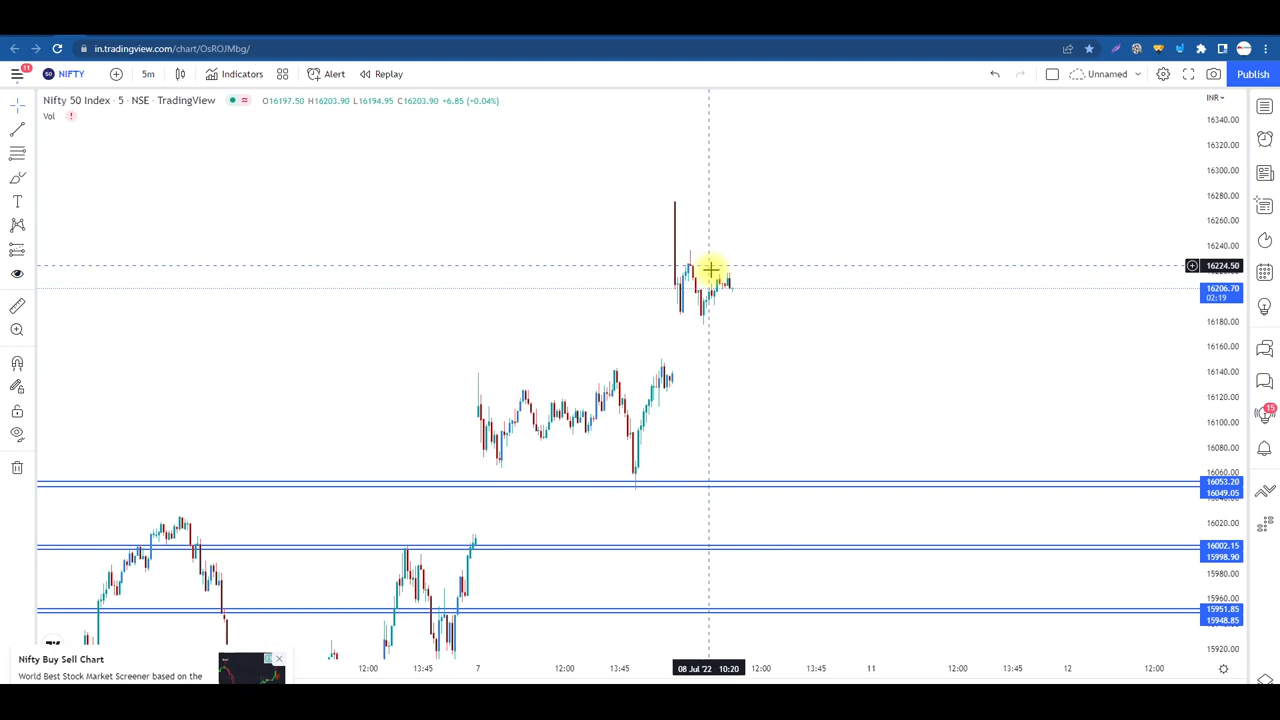 in.tradingview.com/chart/OsROJMbg/
11
50 NIFTY
5m
Indicators
Alert
Replay
Unnamed
Publish
Nifty 50 Index · 5 · NSE · TradingView
O16197.50 H16203.90 L16194.95 C16203.90 +6.85 (+0.04%)
Vol
INR
16340.00
16320.00
16300.00
16280.00
16260.00
16240.00
16224.50
16206.70
02:19
16180.00
16160.00
16140.00
16120.00
16100.00
16080.00
16060.00
16053.20
16049.05
16020.00
16002.15
15998.90
15980.00
15960.00
15951.85
15948.85
15920.00
15
12:00
13:45
7
12:00
13:45
08 Jul '22 10:20
12:00
13:45
11
12:00
13:45
12
12:00
Nifty Buy Sell Chart
World Best Stock Market Screener based on the